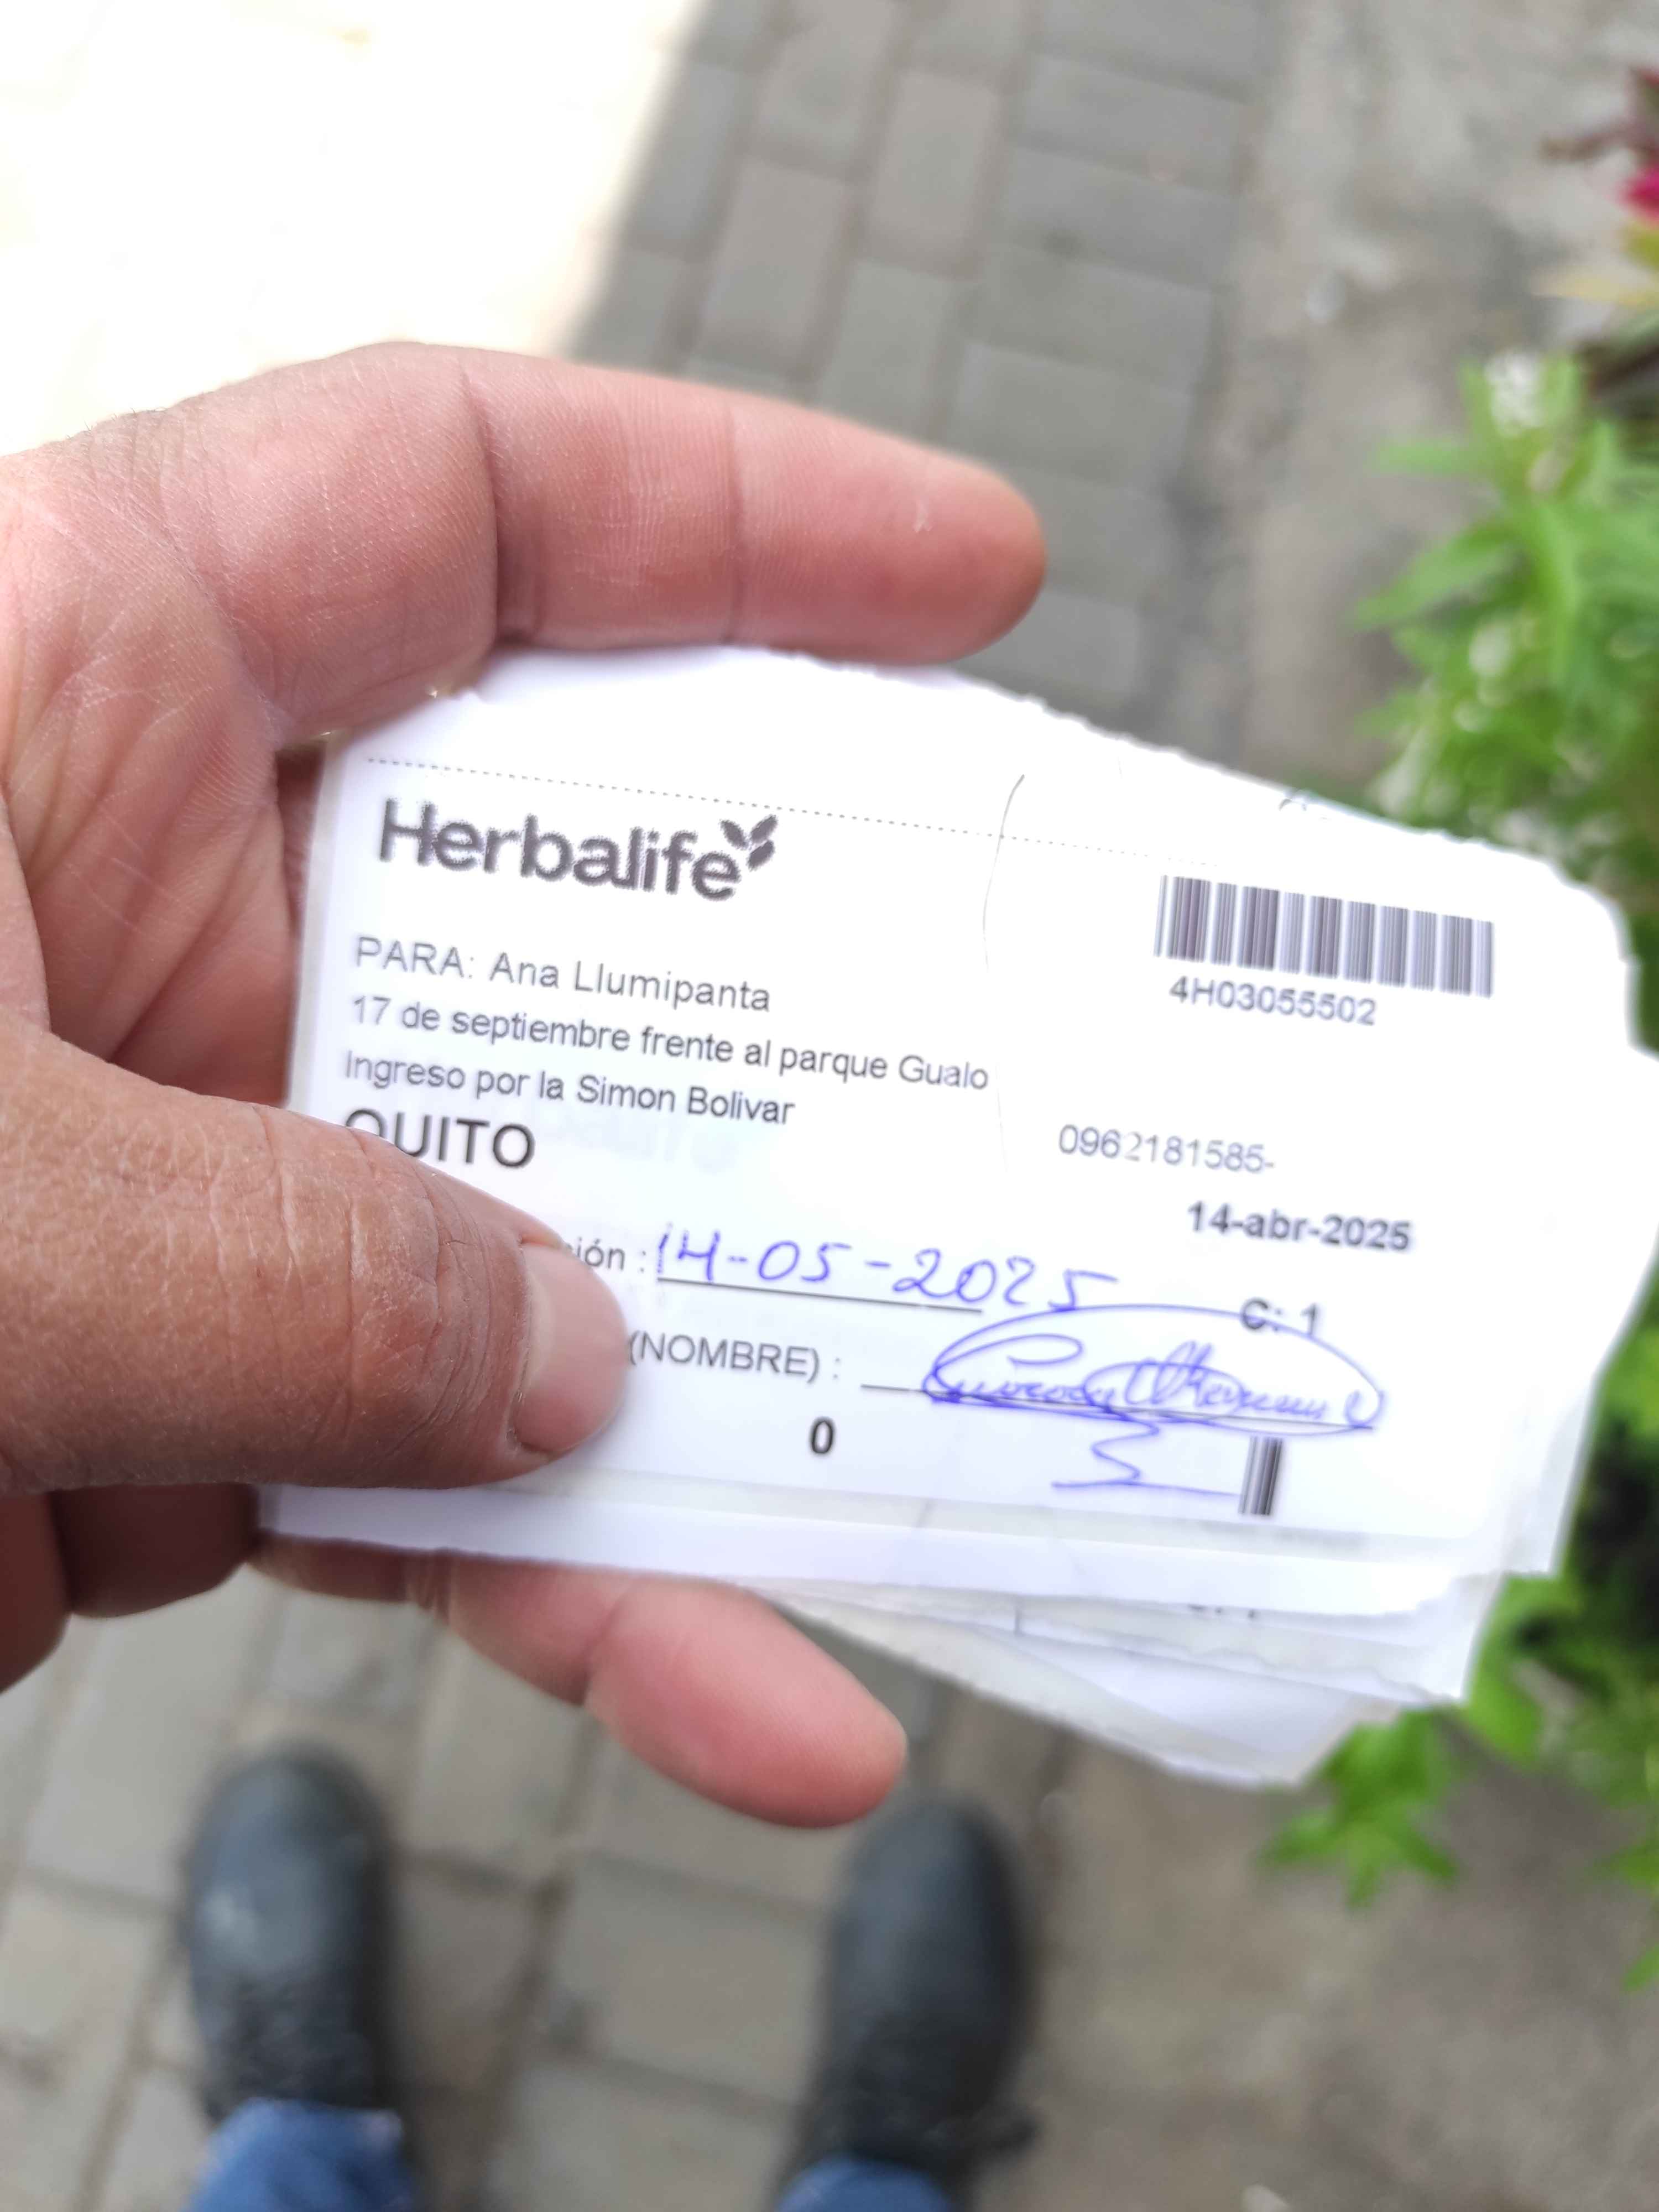 Herbalife
4H03055502
PARA: Ana Llumipanta
17 de septiembre frente al parque Gualo
Ingreso por la Simon Bolivar
QUITO
0962181585-
14-abr-2025
ión : 14-05-2025
C: 1
(NOMBRE) :
0